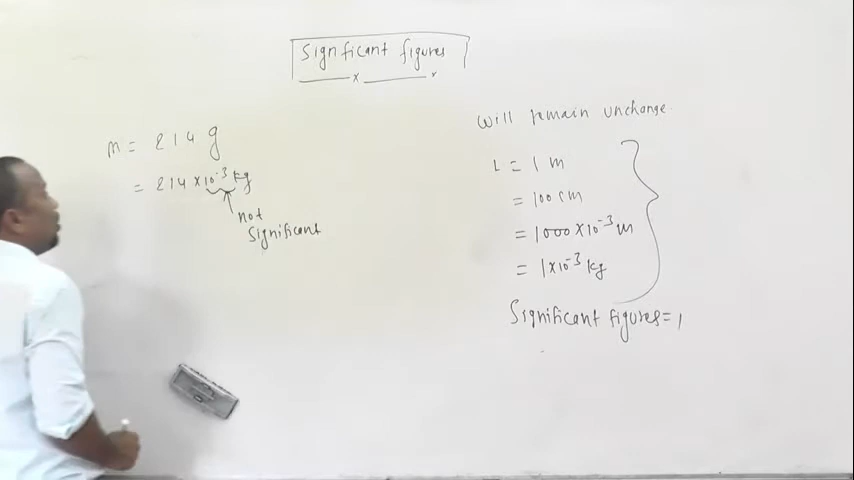 Significant figures
m = 214 g
= 214 × 10⁻³ kg
not
Significant
Will remain unchange.
L = 1 m
= 100 cm
= 1000 × 10⁻³ m
= 1 × 10⁻³ kg
Significant figures = 1